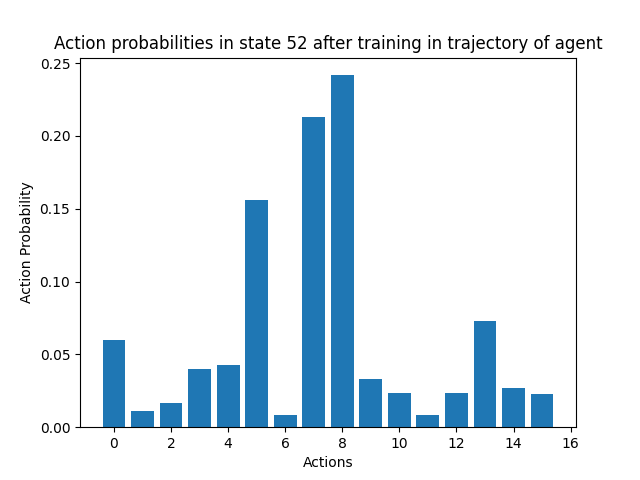 Action probabilities in state 52 after training in trajectory of agent
0.25
0.20
0.15
0.10
0.05
0.00
Action Probability
0 2 4 6 8 10 12 14 16
Actions